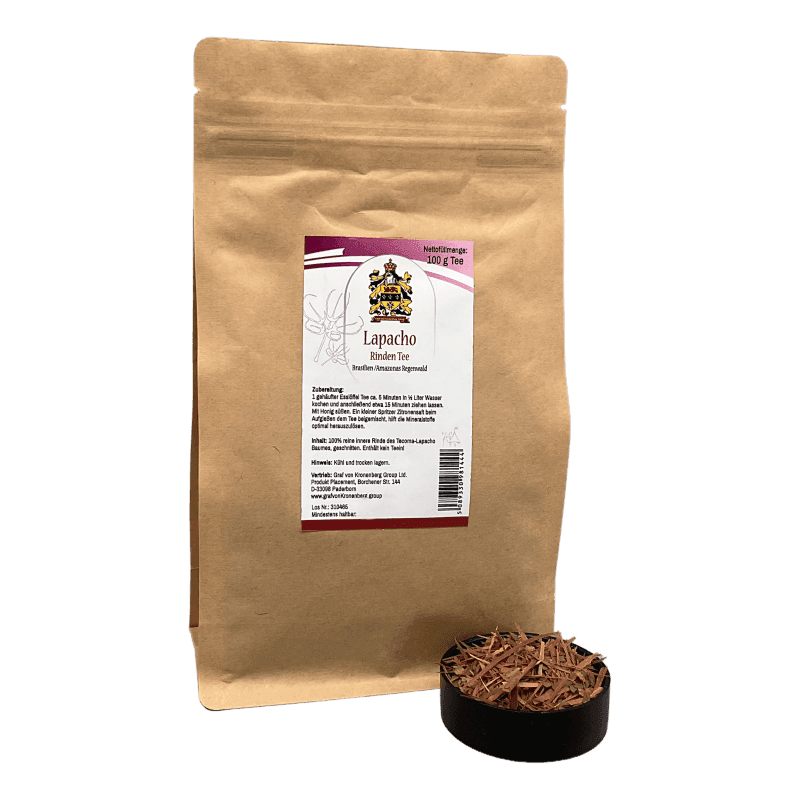 Nettofüllmenge:
100 g Tee
Lapacho
Rinden Tee
Brasilien /Amazonas Regenwald
Zubereitung:
1 gehäufter Esslöffel Tee ca. 5 Minuten in ½ Liter Wasser
kochen und anschließend etwa 15 Minuten ziehen lassen.
Mit Honig süßen. Ein kleiner Spritzer Zitronensaft beim
Aufgießen dem Tee beigemischt, hilft die Mineralstoffe
optimal herauszulösen.
Inhalt: 100% reine innere Rinde des Tecoma-Lapacho
Baumes, geschnitten. Enthält kein Teein!
Hinweis: Kühl und trocken lagern.
Vertrieb: Graf von Kronenberg Group Ltd.
Produkt Placement, Borchener Str. 144
D-33098 Paderborn
www.grafvonKronenberg.group
Los Nr.: 310465
Mindestens haltbar:
5 089330 981444